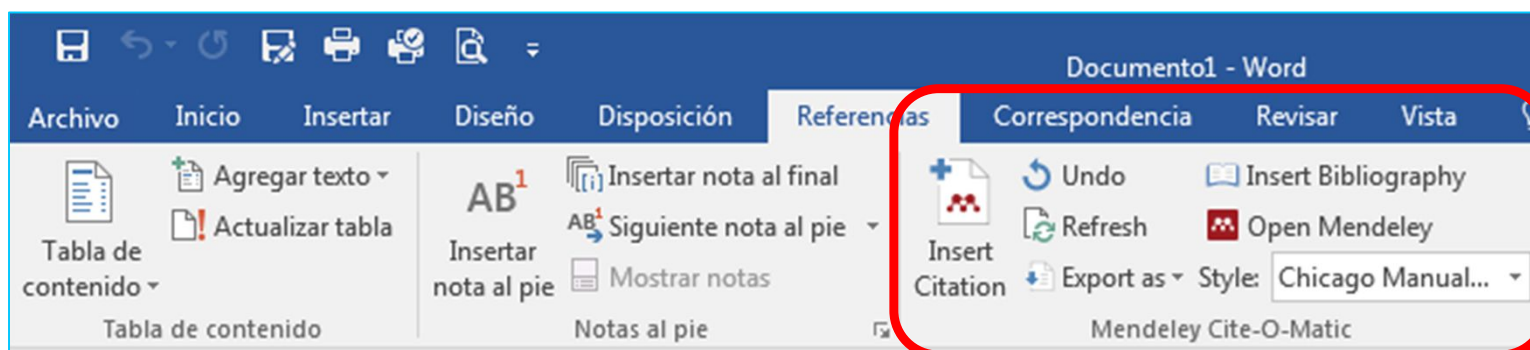 Documento1 - Word
Archivo Inicio Insertar Diseño Disposición Referencias Correspondencia Revisar Vista
Tabla de
contenido
Agregar texto
Actualizar tabla
Tabla de contenido
AB1
Insertar
nota al pie
[i] Insertar nota al final
AB1 Siguiente nota al pie
Mostrar notas
Notas al pie
Insert
Citation
Undo
Refresh
Export as
Insert Bibliography
Open Mendeley
Style: Chicago Manual...
Mendeley Cite-O-Matic